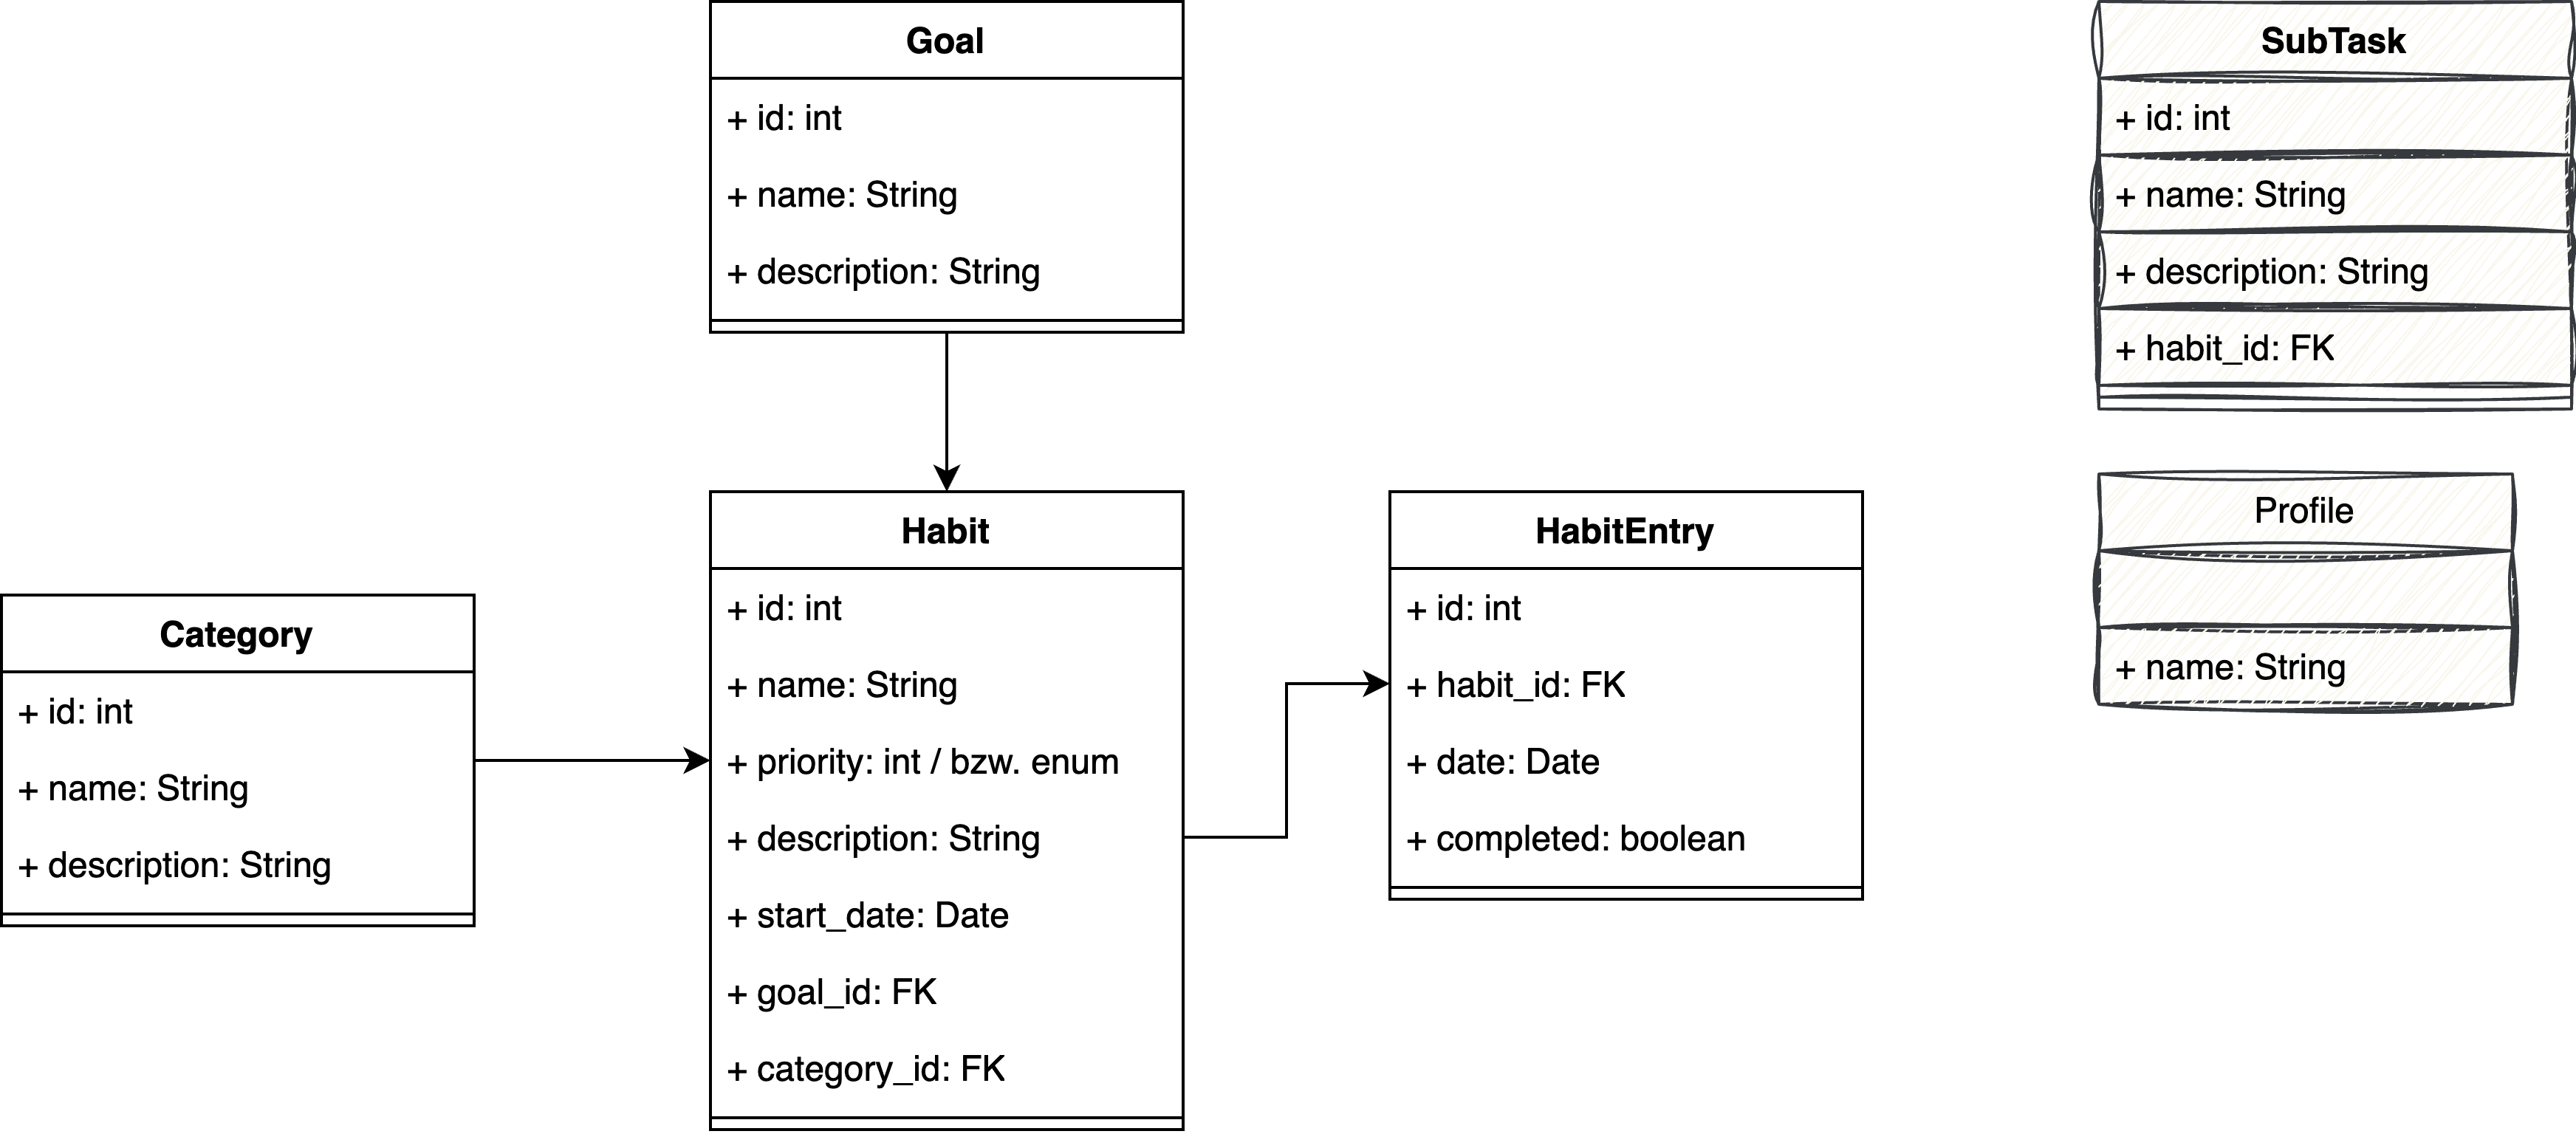 Goal
+ id: int
+ name: String
+ description: String
SubTask
+ id: int
+ name: String
+ description: String
+ habit_id: FK
Category
+ id: int
+ name: String
+ description: String
Habit
+ id: int
+ name: String
+ priority: int / bzw. enum
+ description: String
+ start_date: Date
+ goal_id: FK
+ category_id: FK
HabitEntry
+ id: int
+ habit_id: FK
+ date: Date
+ completed: boolean
Profile
+ name: String